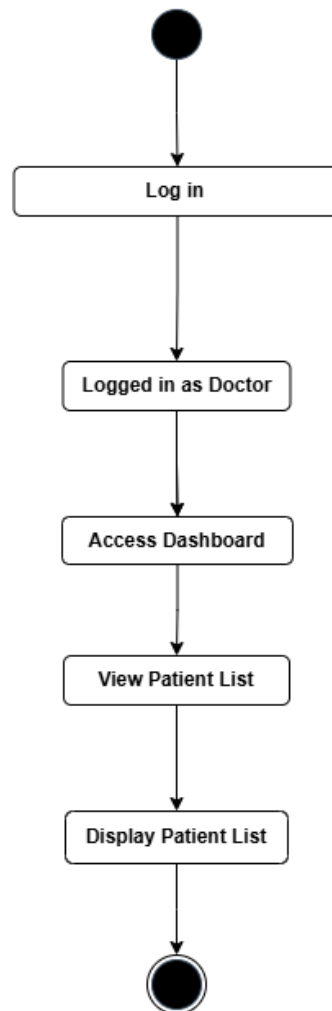 Log in
Logged in as Doctor
Access Dashboard
View Patient List
Display Patient List